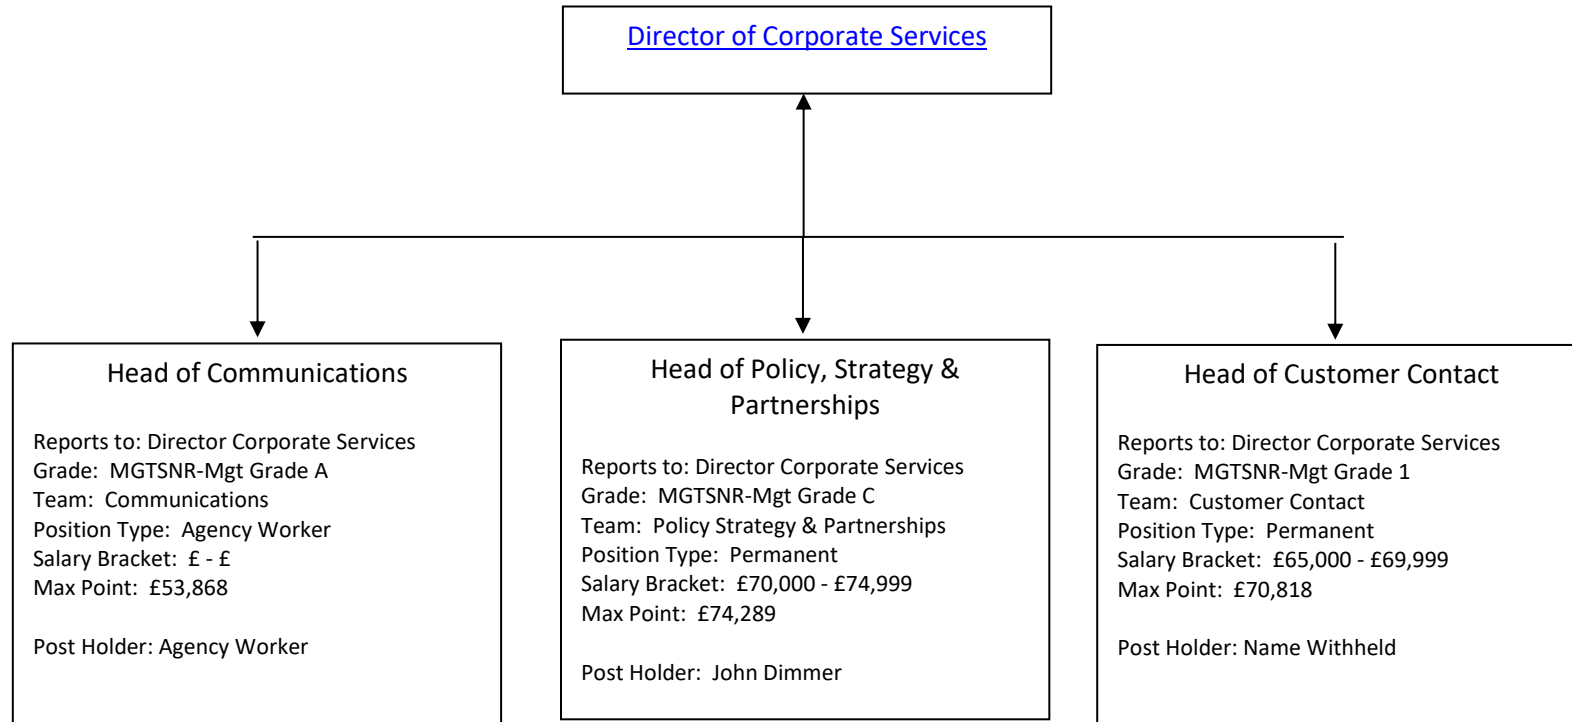 Director of Corporate Services
Head of Communications
Reports to: Director Corporate Services
Grade: MGTSNR-Mgt Grade A
Team: Communications
Position Type: Agency Worker
Salary Bracket: £ - £
Max Point: £53,868
Post Holder: Agency Worker
Head of Policy, Strategy &
Partnerships
Reports to: Director Corporate Services
Grade: MGTSNR-Mgt Grade C
Team: Policy Strategy & Partnerships
Position Type: Permanent
Salary Bracket: £70,000 - £74,999
Max Point: £74,289
Post Holder: John Dimmer
Head of Customer Contact
Reports to: Director Corporate Services
Grade: MGTSNR-Mgt Grade 1
Team: Customer Contact
Position Type: Permanent
Salary Bracket: £65,000 - £69,999
Max Point: £70,818
Post Holder: Name Withheld